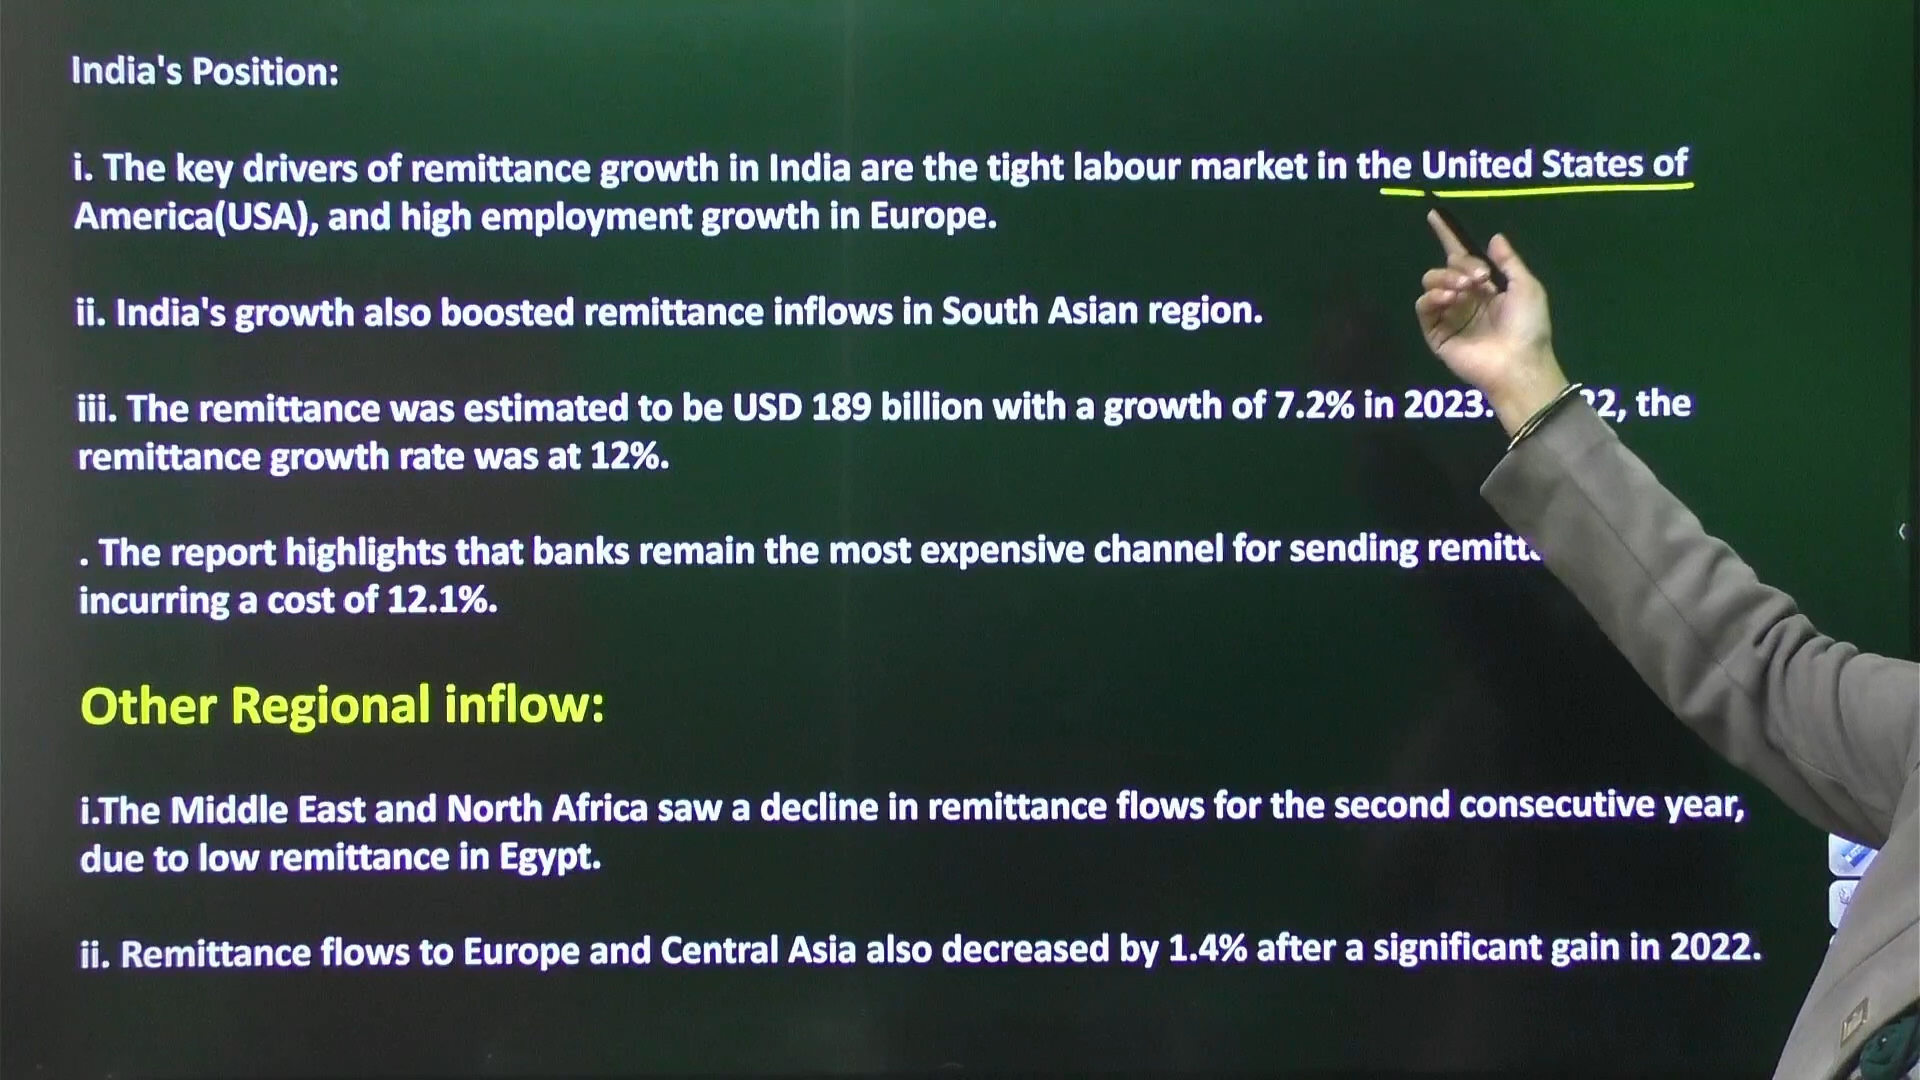 India's Position:
i. The key drivers of remittance growth in India are the tight labour market in the United States of
America(USA), and high employment growth in Europe.
ii. India's growth also boosted remittance inflows in South Asian region.
iii. The remittance was estimated to be USD 189 billion with a growth of 7.2% in 2023. the
remittance growth rate was at 12%.
. The report highlights that banks remain the most expensive channel for sending
incurring a cost of 12.1%.
Other Regional inflow:
i.The Middle East and North Africa saw a decline in remittance flows for the second consecutive year,
due to low remittance in Egypt.
ii. Remittance flows to Europe and Central Asia also decreased by 1.4% after a significant gain in 2022.